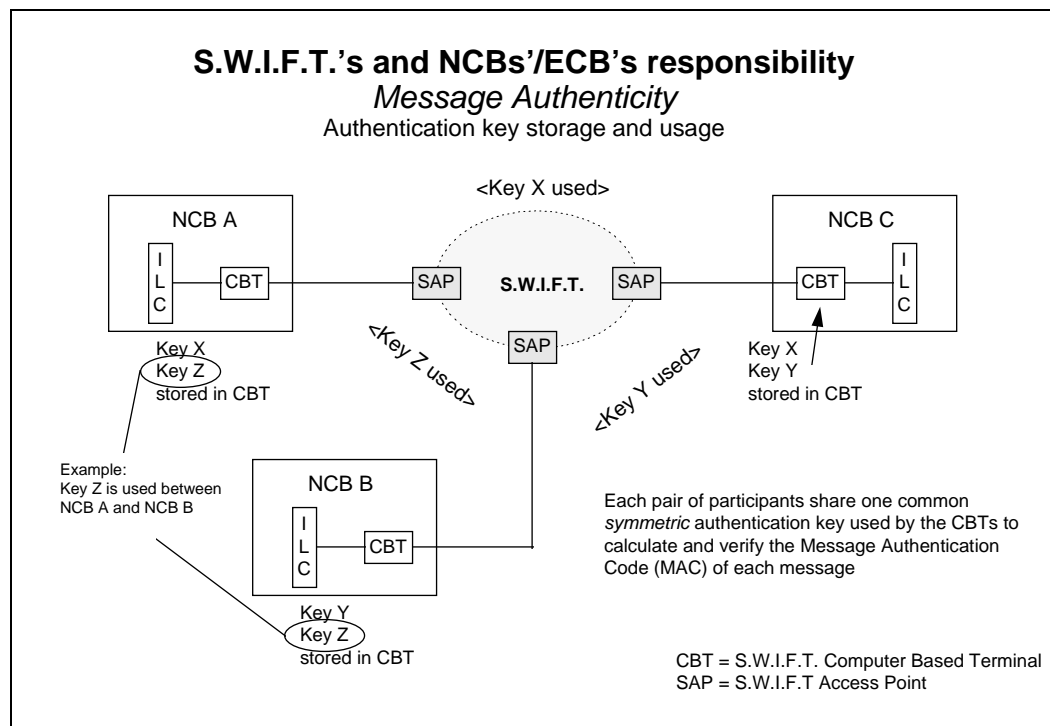 S.W.I.F.T.'s and NCBs'/ECB's responsibility
Message Authenticity
Authentication key storage and usage
<Key X used>
NCB A
I
L
C
CBT
SAP
S.W.I.F.T.
SAP
NCB C
CBT
I
L
C
SAP
Key X
Key Z
stored in CBT
<Key Z used>
<Key Y used>
Key X
Key Y
stored in CBT
Example:
Key Z is used between
NCB A and NCB B
NCB B
I
L
C
CBT
Key Y
Key Z
stored in CBT
Each pair of participants share one common
symmetric authentication key used by the CBTs to
calculate and verify the Message Authentication
Code (MAC) of each message
CBT = S.W.I.F.T. Computer Based Terminal
SAP = S.W.I.F.T Access Point